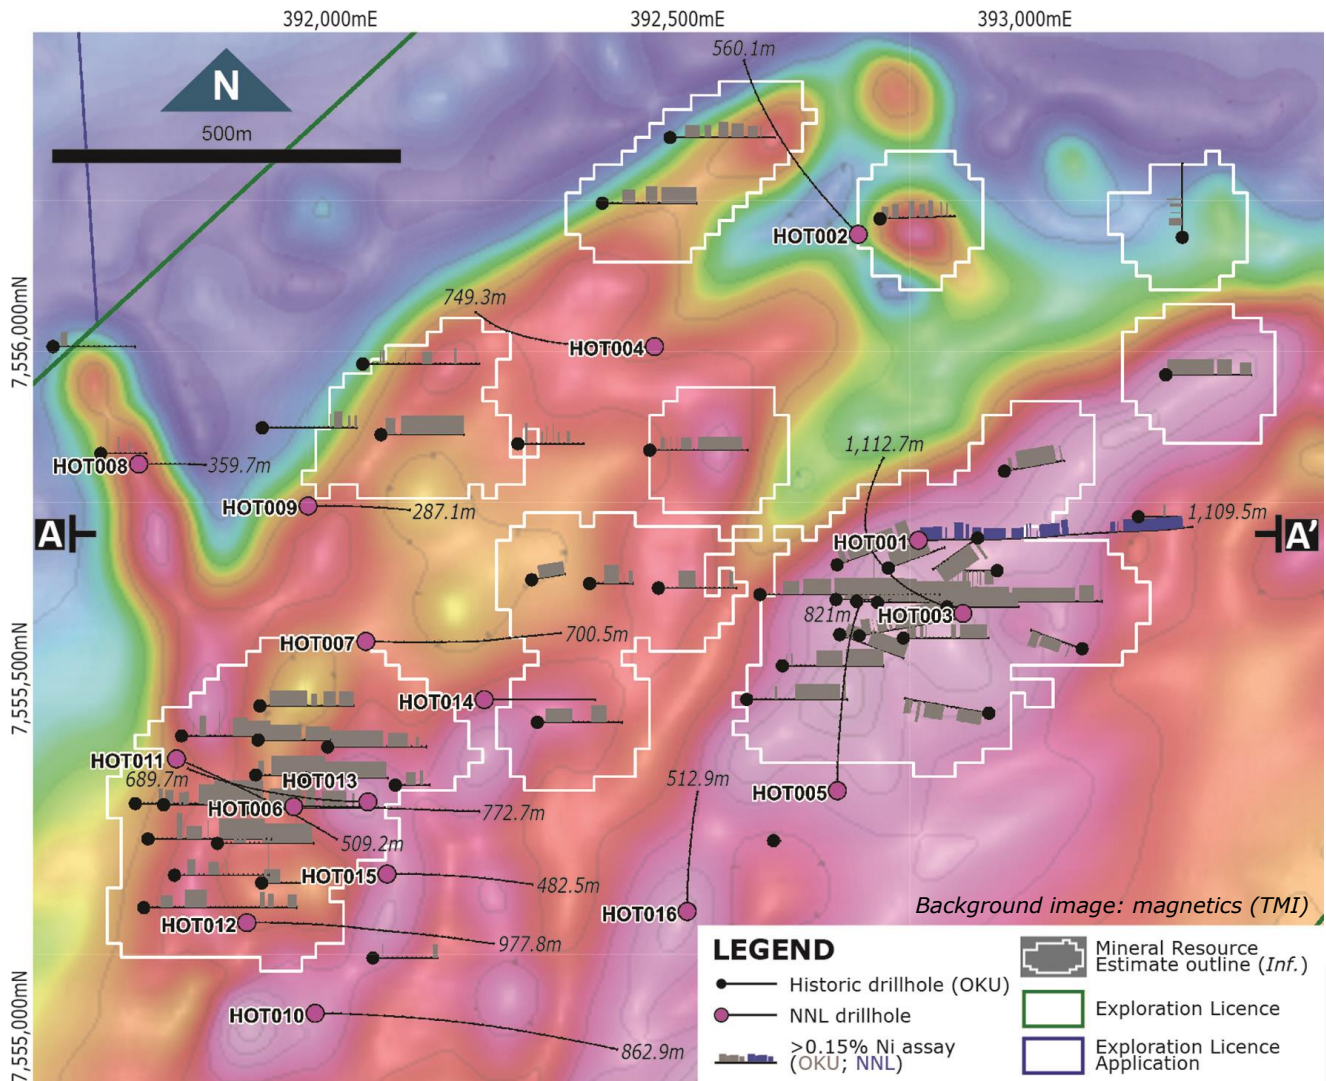 392,000mE
392,500mE
393,000mE
560.1m
N
500m
HOT002
749.3m
HOT004
7,556,000mN
1,112.7m
HOT008
359.7m
HOT009
287.1m
1,109.5m
A
HOT001
A'
821m
HOT003
HOT007
700.5m
7,555,500mN
HOT014
HOT011
689.7m
HOT013
512.9m
HOT005
HOT006
772.7m
509.2m
HOT015
482.5m
HOT016
Background image: magnetics (TMI)
HOT012
977.8m
7,555,000mN
HOT010
862.9m
LEGEND
Historic drillhole (OKU)
NNL drillhole
>0.15% Ni assay
(OKU; NNL)
Mineral Resource
Estimate outline (Inf.)
Exploration Licence
Exploration Licence
Application